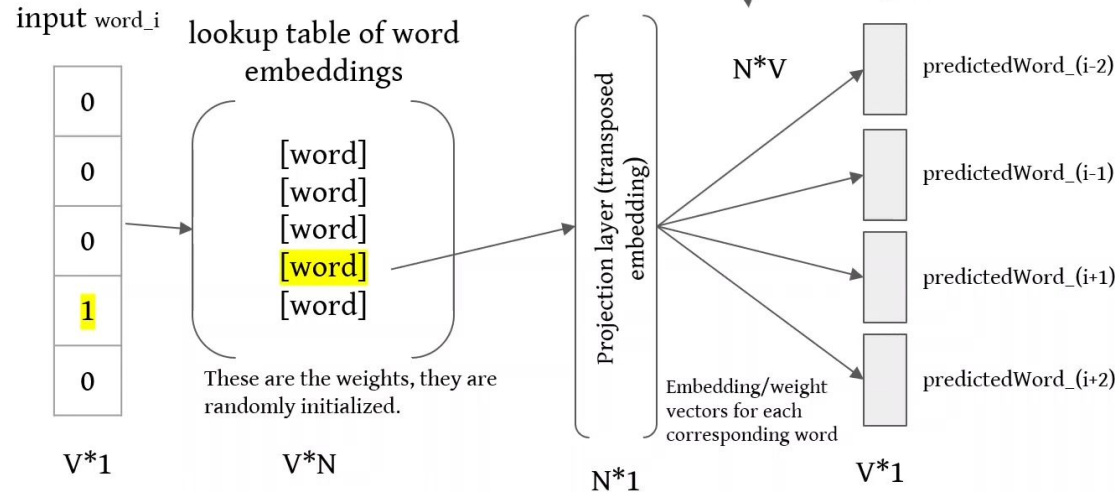 input word_i
0
0
0
1
0
V*1
lookup table of word
embeddings
[word]
[word]
[word]
[word]
[word]
These are the weights, they are
randomly initialized.
V*N
Projection layer (transposed
embedding)
N*1
N*V
Embedding/weight
vectors for each
corresponding word
predictedWord_(i-2)
predictedWord_(i-1)
predictedWord_(i+1)
predictedWord_(i+2)
V*1